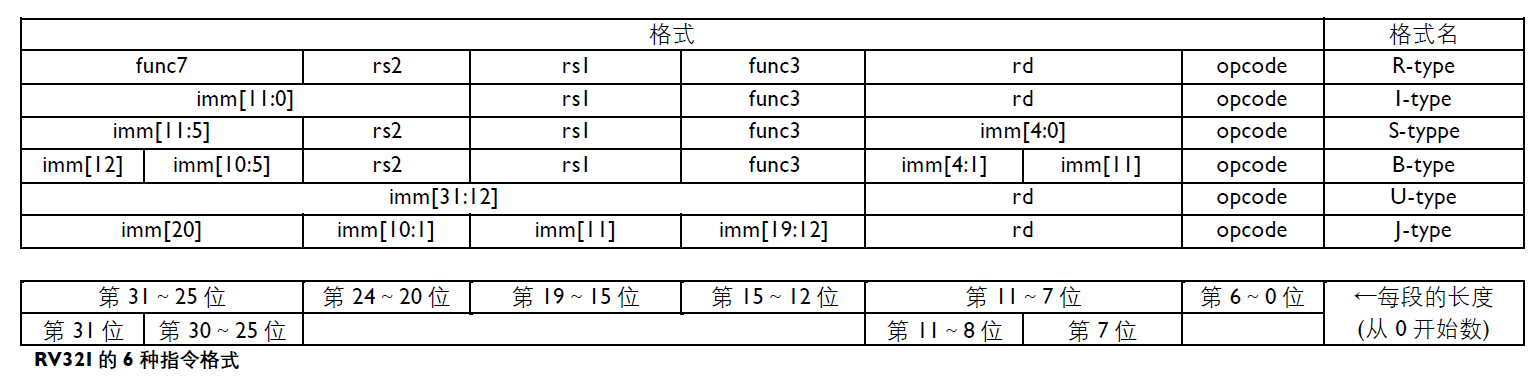 格式 格式名
func7 rs2 rs1 func3 rd opcode R-type
imm[11:0] rs1 func3 rd opcode I-type
imm[11:5] rs2 rs1 func3 imm[4:0] opcode S-typpe
imm[12] imm[10:5] rs2 rs1 func3 imm[4:1] imm[11] opcode B-type
imm[31:12] rd opcode U-type
imm[20] imm[10:1] imm[11] imm[19:12] rd opcode J-type
第 31 ~ 25 位 第 24 ~ 20 位 第 19 ~ 15 位 第 15 ~ 12 位 第 11 ~ 7 位 第 6 ~ 0 位 ←每段的长度
第 31 位 第 30 ~ 25 位 第 11 ~ 8 位 第 7 位 (从 0 开始数)
RV32I 的 6 种指令格式